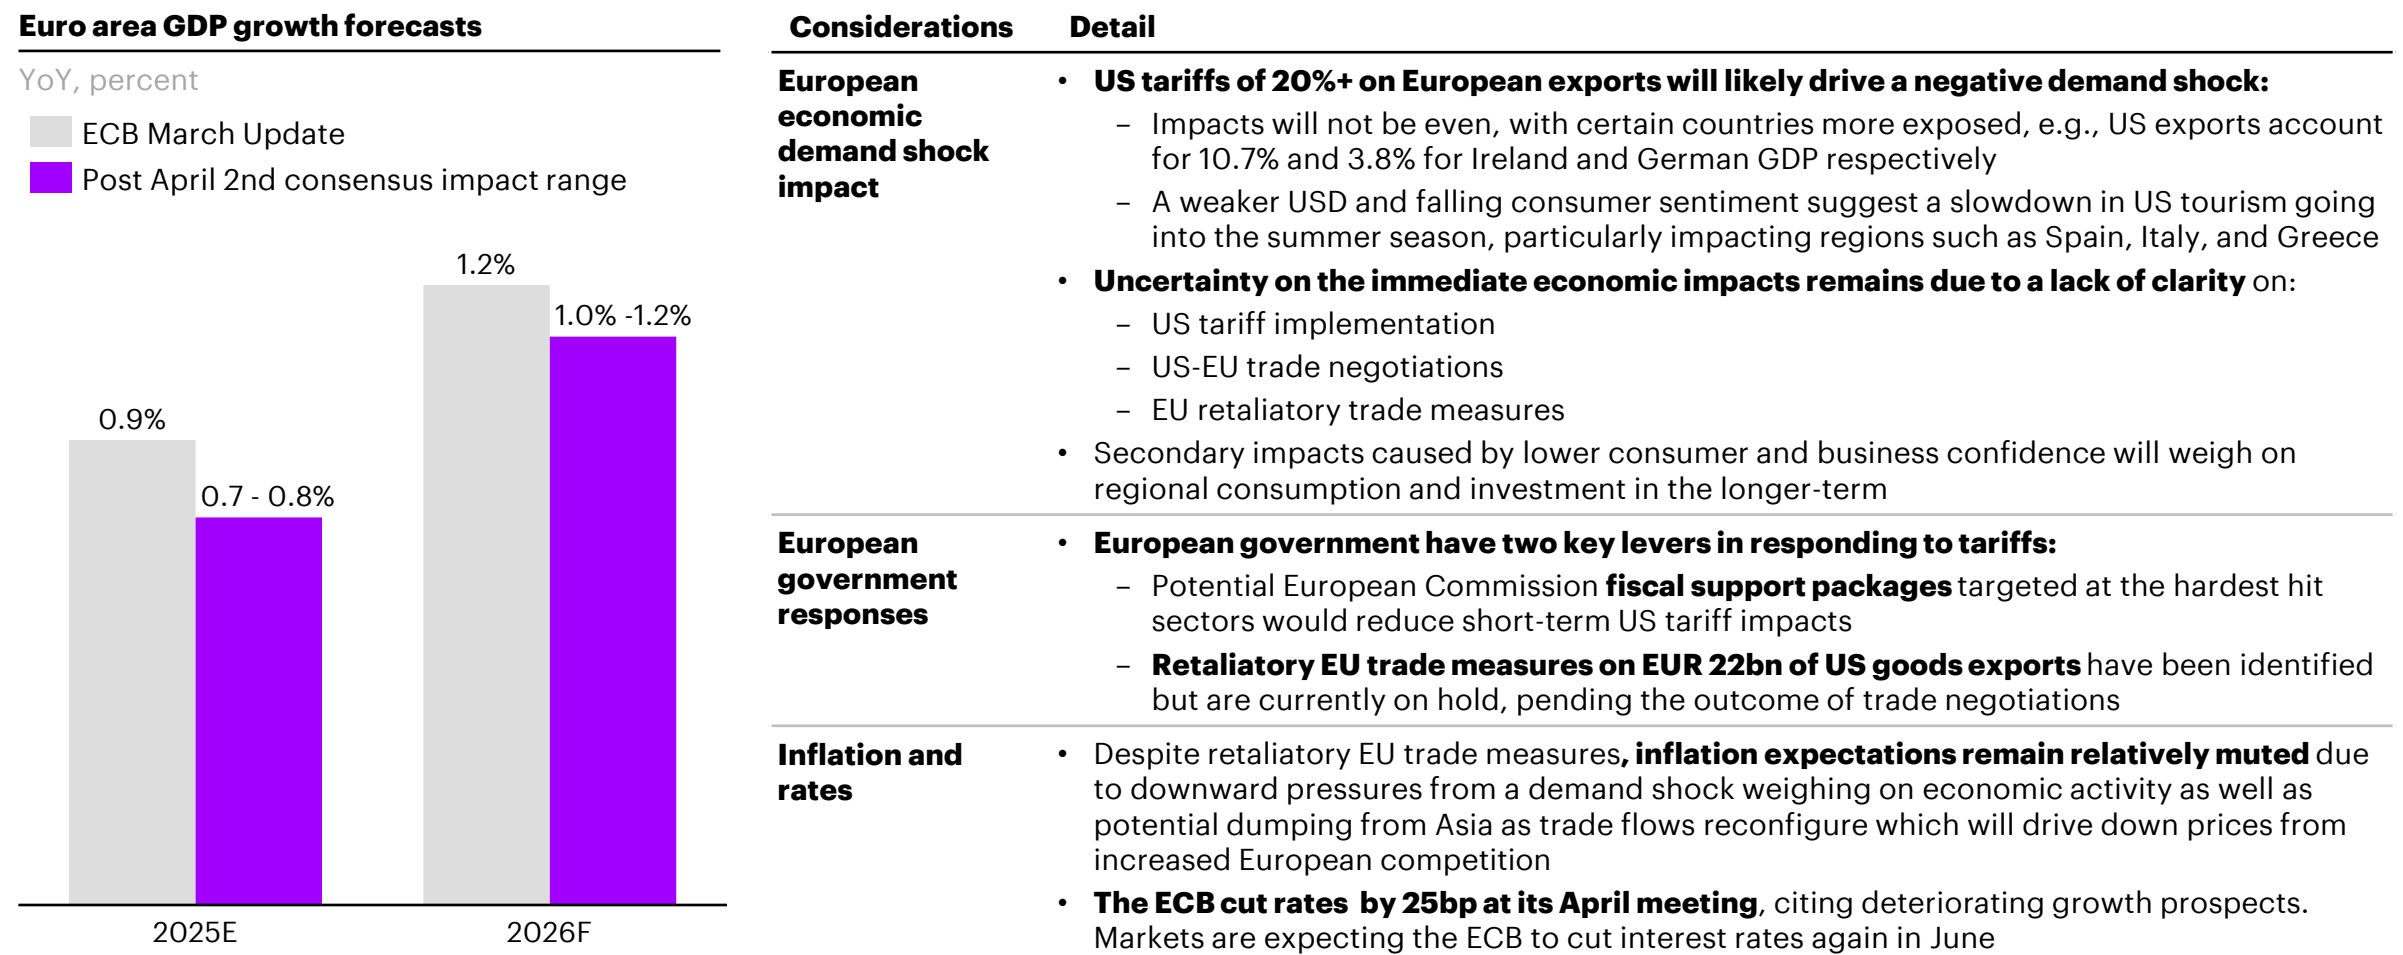 Euro area GDP growth forecasts
YoY, percent
ECB March Update
Post April 2nd consensus impact range
0.9%
0.7 - 0.8%
1.2%
1.0% -1.2%
2025E
2026F
Considerations
Detail
European
economic
demand shock
impact
• US tariffs of 20%+ on European exports will likely drive a negative demand shock:
– Impacts will not be even, with certain countries more exposed, e.g., US exports account
for 10.7% and 3.8% for Ireland and German GDP respectively
– A weaker USD and falling consumer sentiment suggest a slowdown in US tourism going
into the summer season, particularly impacting regions such as Spain, Italy, and Greece
• Uncertainty on the immediate economic impacts remains due to a lack of clarity on:
– US tariff implementation
– US-EU trade negotiations
– EU retaliatory trade measures
• Secondary impacts caused by lower consumer and business confidence will weigh on
regional consumption and investment in the longer-term
European
government
responses
• European government have two key levers in responding to tariffs:
– Potential European Commission fiscal support packages targeted at the hardest hit
sectors would reduce short-term US tariff impacts
– Retaliatory EU trade measures on EUR 22bn of US goods exports have been identified
but are currently on hold, pending the outcome of trade negotiations
Inflation and
rates
• Despite retaliatory EU trade measures, inflation expectations remain relatively muted due
to downward pressures from a demand shock weighing on economic activity as well as
potential dumping from Asia as trade flows reconfigure which will drive down prices from
increased European competition
• The ECB cut rates by 25bp at its April meeting, citing deteriorating growth prospects.
Markets are expecting the ECB to cut interest rates again in June